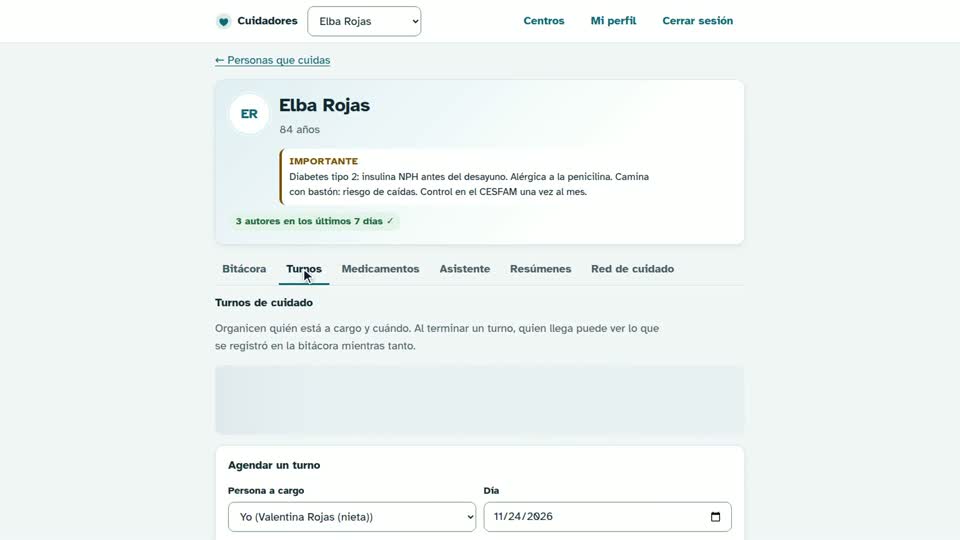 Cuidadores
Elba Rojas
Centros
Mi perfil
Cerrar sesión
← Personas que cuidas
ER
Elba Rojas
84 años
IMPORTANTE
Diabetes tipo 2: insulina NPH antes del desayuno. Alérgica a la penicilina. Camina
con bastón: riesgo de caídas. Control en el CESFAM una vez al mes.
3 autores en los últimos 7 días ✓
Bitácora
Turnos
Medicamentos
Asistente
Resúmenes
Red de cuidado
Turnos de cuidado
Organicen quién está a cargo y cuándo. Al terminar un turno, quien llega puede ver lo que
se registró en la bitácora mientras tanto.
Agendar un turno
Persona a cargo
Día
Yo (Valentina Rojas (nieta))
11/24/2026